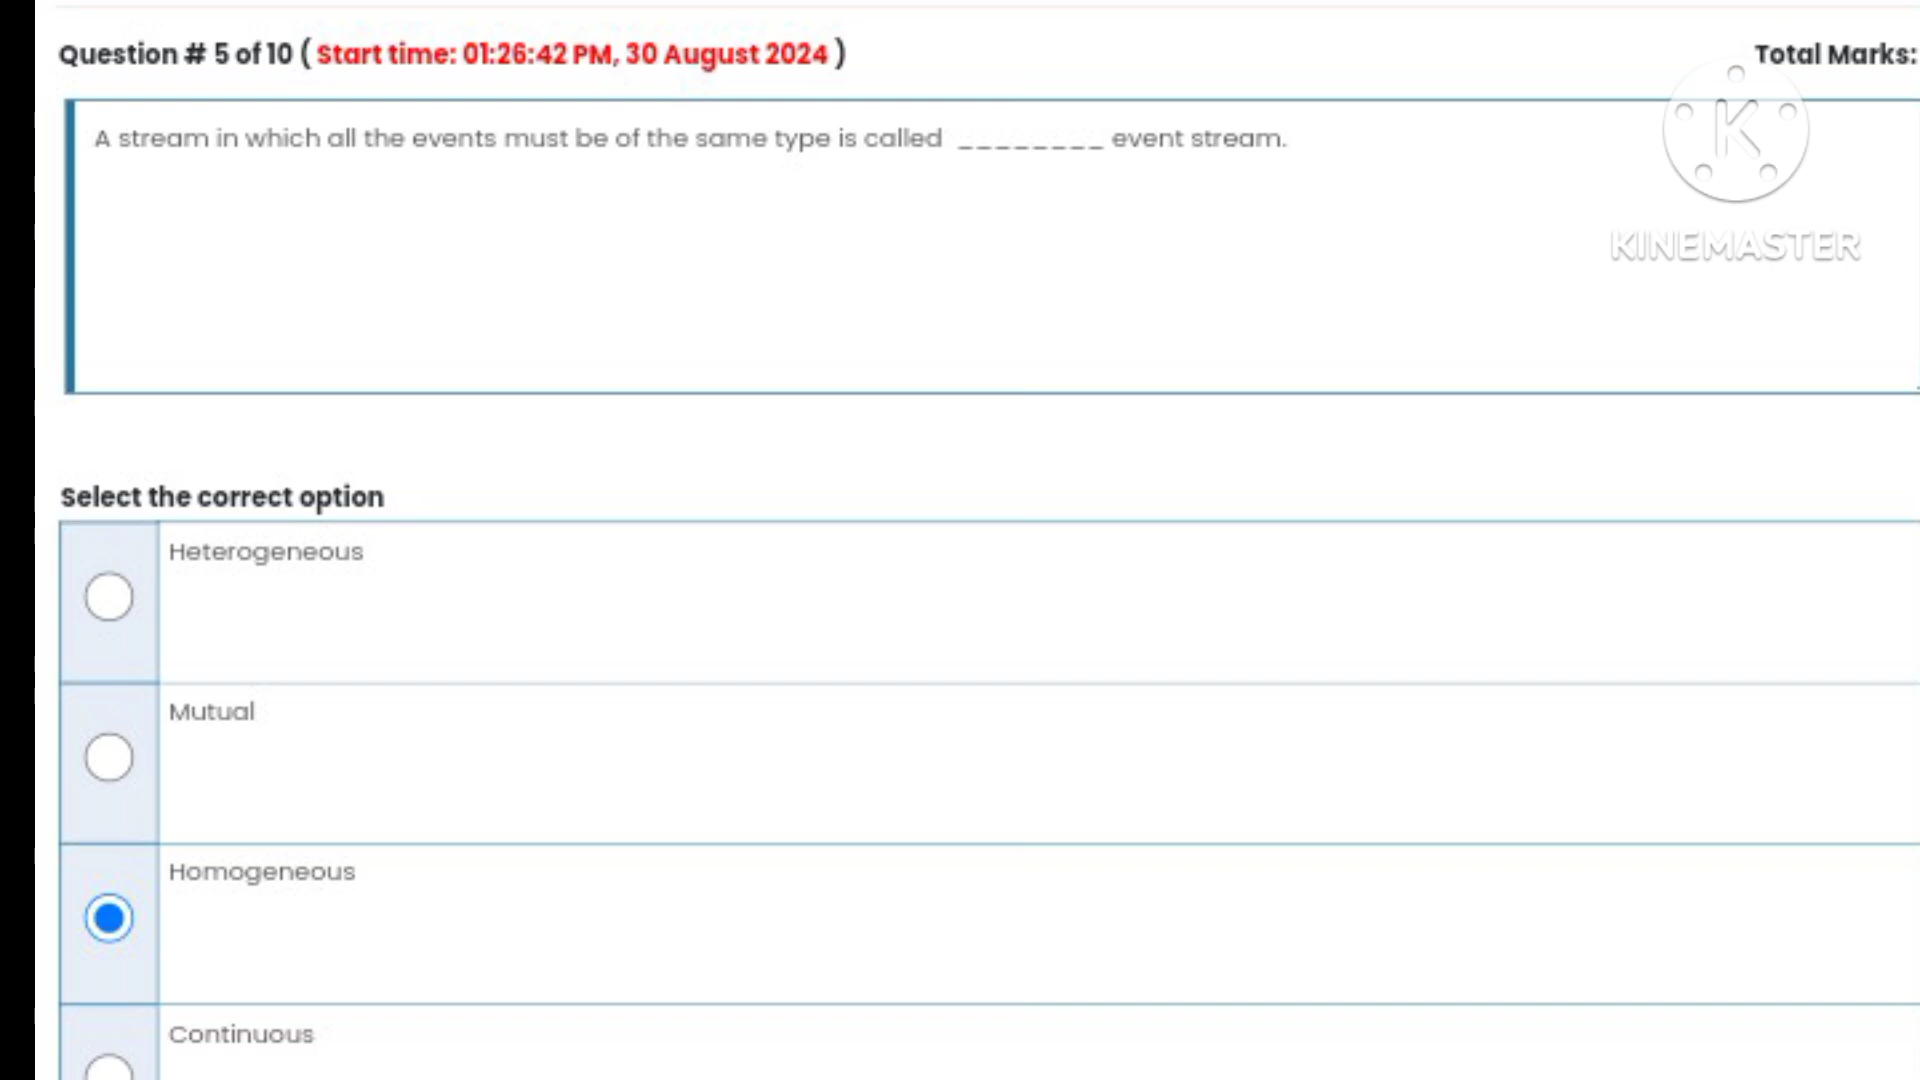 Question # 5 of 10 ( Start time: 01:26:42 PM, 30 August 2024 )
Total Marks:
A stream in which all the events must be of the same type is called ________ event stream.
K
KINEMASTER
Select the correct option
Heterogeneous
Mutual
Homogeneous
Continuous